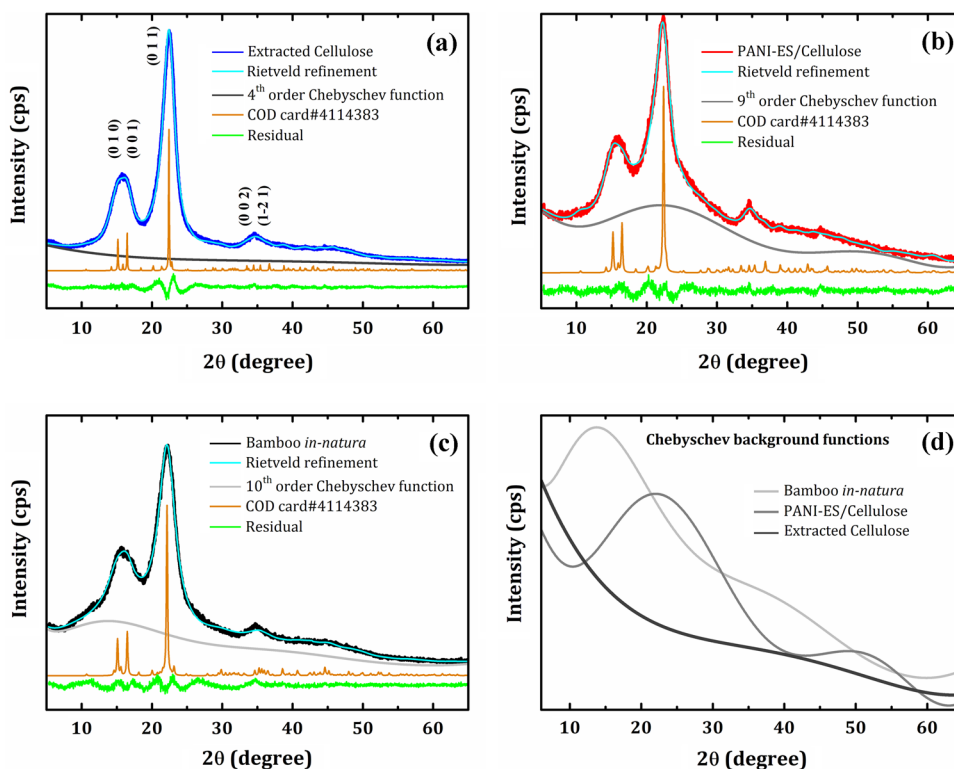 (a)
Extracted Cellulose
Rietveld refinement
4th order Chebyschev function
COD card#4114383
Residual
(0 1 0)
(0 0 1)
(0 1 1)
(0 0 2)
(1-2 1)
Intensity (cps)
10 20 30 40 50 60
2θ (degree)
(b)
PANI-ES/Cellulose
Rietveld refinement
9th order Chebyschev function
COD card#4114383
Residual
Intensity (cps)
10 20 30 40 50 60
2θ (degree)
(c)
Bamboo in-natura
Rietveld refinement
10th order Chebyschev function
COD card#4114383
Residual
Intensity (cps)
10 20 30 40 50 60
2θ (degree)
(d)
Chebyschev background functions
Bamboo in-natura
PANI-ES/Cellulose
Extracted Cellulose
Intensity (cps)
10 20 30 40 50 60
2θ (degree)